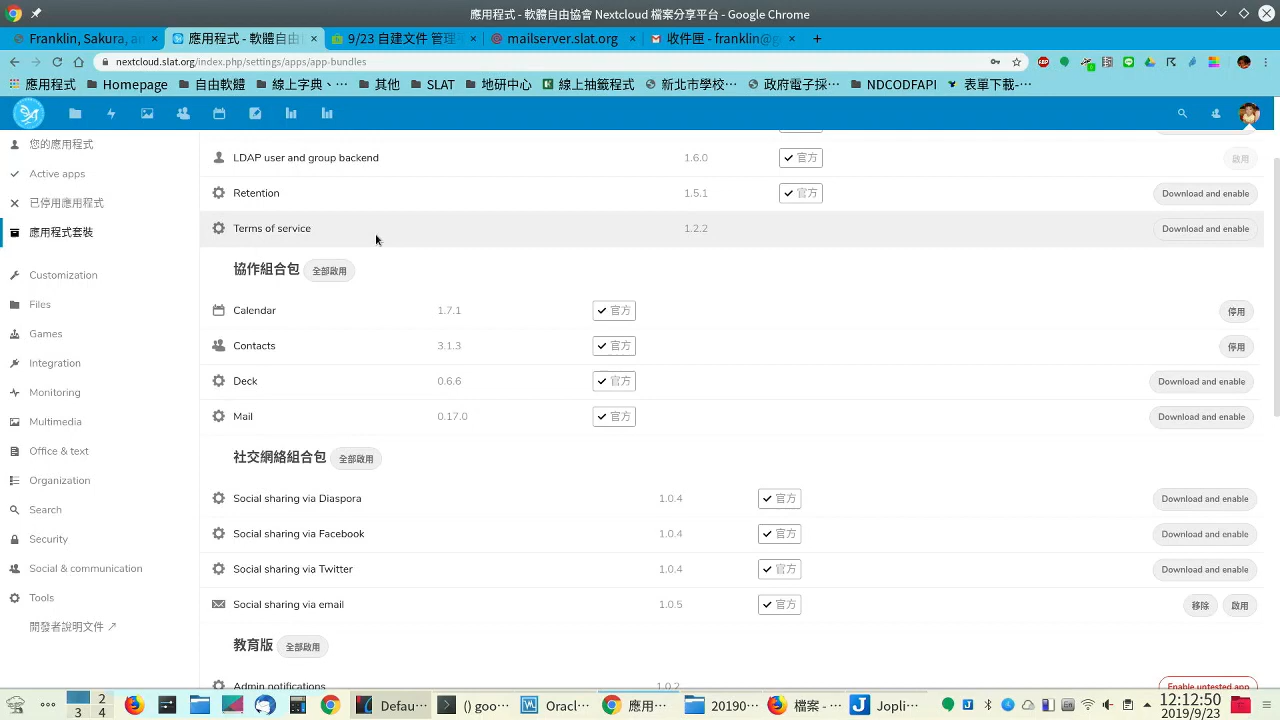 應用程式 - 軟體自由協會 Nextcloud 檔案分享平台 - Google Chrome
Franklin, Sakura, a
應用程式 - 軟體自由
9/23 自建文件 管理
mailserver.slat.org
收件匣 - franklin@g
nextcloud.slat.org/index.php/settings/apps/app-bundles
應用程式
Homepage
自由軟體
線上字典、…
其他
SLAT
地研中心
線上抽籤程式
新北市學校…
政府電子採…
NDCODFAPI
表單下載-…
您的應用程式
Active apps
已停用應用程式
應用程式套裝
Customization
Files
Games
Integration
Monitoring
Multimedia
Office & text
Organization
Search
Security
Social & communication
Tools
開發者說明文件 ↗
LDAP user and group backend 1.6.0 ✔ 官方 啟用
Retention 1.5.1 ✔ 官方 Download and enable
Terms of service 1.2.2 Download and enable
協作組合包 全部啟用
Calendar 1.7.1 ✔ 官方 停用
Contacts 3.1.3 ✔ 官方 停用
Deck 0.6.6 ✔ 官方 Download and enable
Mail 0.17.0 ✔ 官方 Download and enable
社交網絡組合包 全部啟用
Social sharing via Diaspora 1.0.4 ✔ 官方 Download and enable
Social sharing via Facebook 1.0.4 ✔ 官方 Download and enable
Social sharing via Twitter 1.0.4 ✔ 官方 Download and enable
Social sharing via email 1.0.5 ✔ 官方 移除 啟用
教育版 全部啟用
Admin notifications 1.0.2 Enable untested app
2
3 4
Defau…
() goo…
Oracl…
應用…
20190…
檔案 -…
Jopli…
12:12:50
2019/9/23